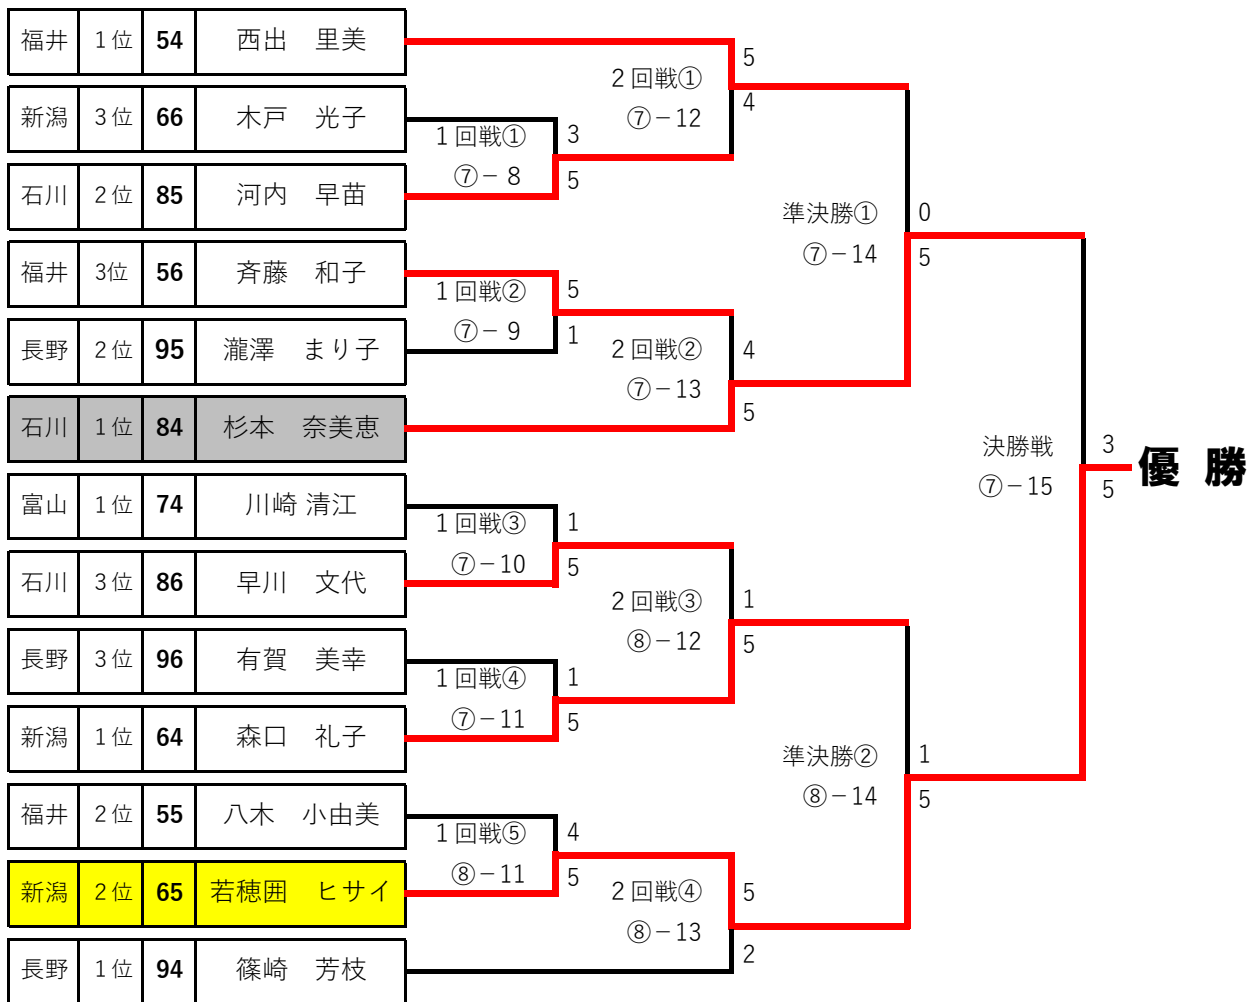 福井 1位 54 西出 里美
新潟 3位 66 木戸 光子
石川 2位 85 河内 早苗
福井 3位 56 斉藤 和子
長野 2位 95 瀧澤 まり子
石川 1位 84 杉本 奈美恵
富山 1位 74 川崎 清江
石川 3位 86 早川 文代
長野 3位 96 有賀 美幸
新潟 1位 64 森口 礼子
福井 2位 55 八木 小由美
新潟 2位 65 若穂囲 ヒサイ
長野 1位 94 篠崎 芳枝
1回戦① 3
⑦－8 5
1回戦② 5
⑦－9 1
1回戦③ 1
⑦－10 5
1回戦④ 1
⑦－11 5
1回戦⑤ 4
⑧－11 5
2回戦① 5
⑦－12 4
2回戦② 4
⑦－13 5
2回戦③ 1
⑧－12 5
2回戦④ 5
⑧－13 2
準決勝① 0
⑦－14 5
準決勝② 1
⑧－14 5
決勝戦 3
⑦－15 5
優 勝